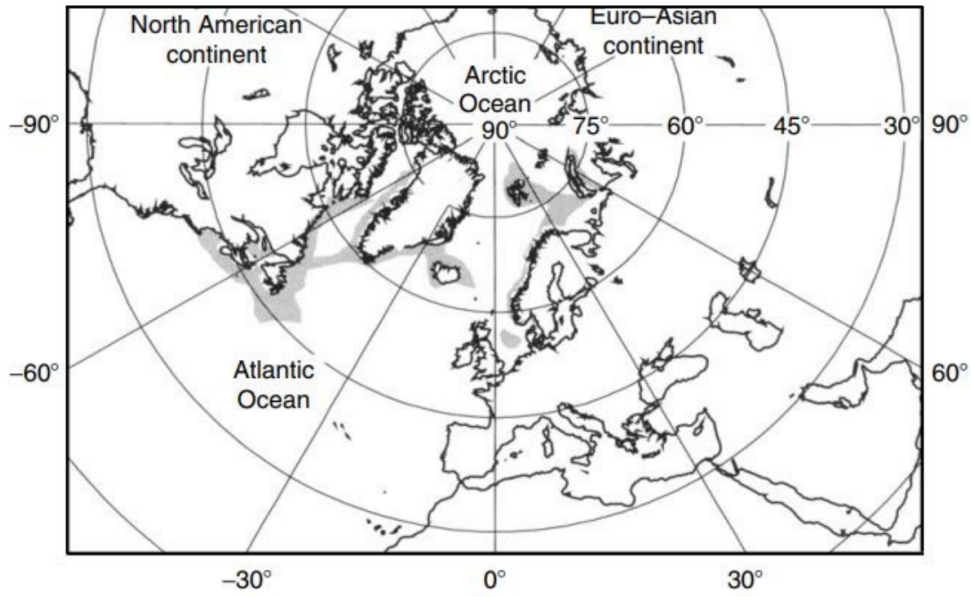 North American
continent
Euro–Asian
continent
Arctic
Ocean
–90°
90°
75°
60°
45°
30°
90°
Atlantic
Ocean
–60°
60°
–30°
0°
30°